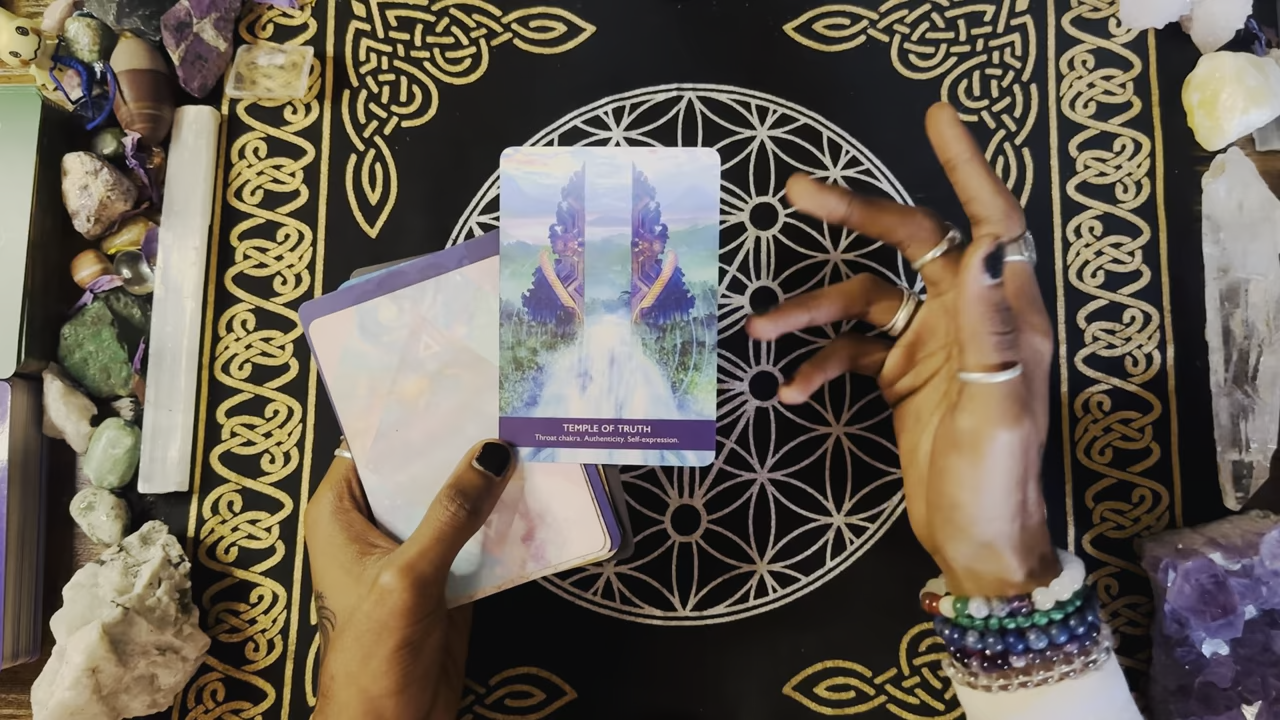 TEMPLE OF TRUTH
Throat chakra. Authenticity. Self-expression.